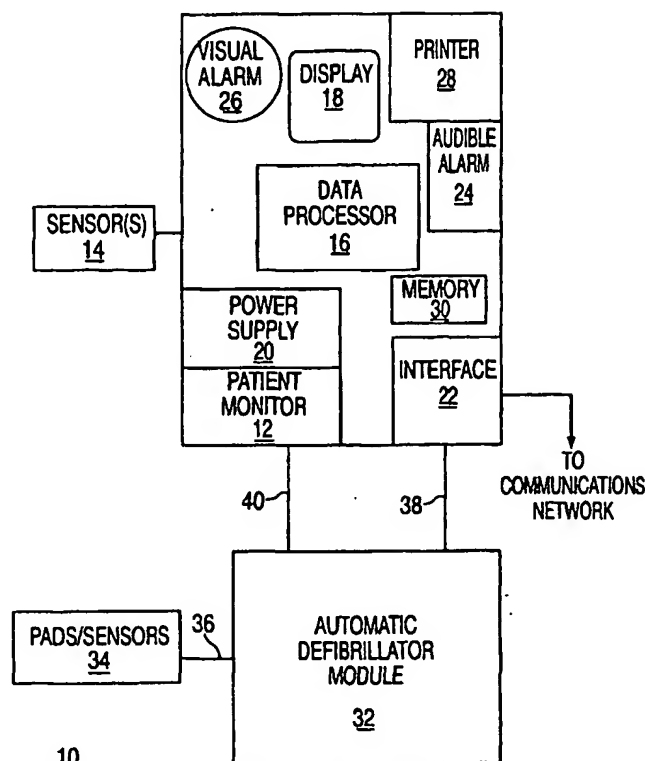 VISUAL
ALARM
26
DISPLAY
18
PRINTER
28
AUDIBLE
ALARM
24
DATA
PROCESSOR
16
SENSOR(S)
14
MEMORY
30
POWER
SUPPLY
20
INTERFACE
22
PATIENT
MONITOR
12
TO
COMMUNICATIONS
NETWORK
40
38
PADS/SENSORS
34
36
AUTOMATIC
DEFIBRILLATOR
MODULE
32
10